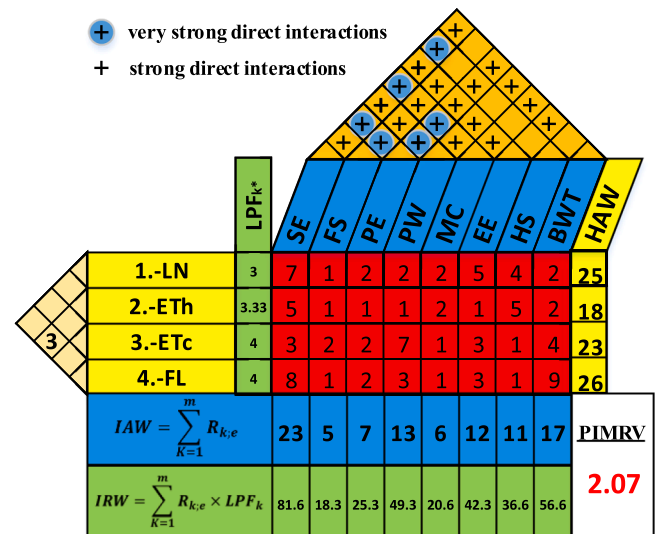 + very strong direct interactions
+ strong direct interactions
LPFk*
SE FS PE PW MC EE HS BWT HAW
1.-LN 3 7 1 2 2 2 5 4 2 25
2.-ETh 3.33 5 1 1 1 2 1 5 2 18
3 3.-ETc 4 3 2 2 7 1 3 1 4 23
4.-FL 4 8 1 2 3 1 3 1 9 26
IAW = ∑ m K=1 Rk;e 23 5 7 13 6 12 11 17 PIMRV
2.07
IRW = ∑ m K=1 Rk;e × LPFk 81.6 18.3 25.3 49.3 20.6 42.3 36.6 56.6